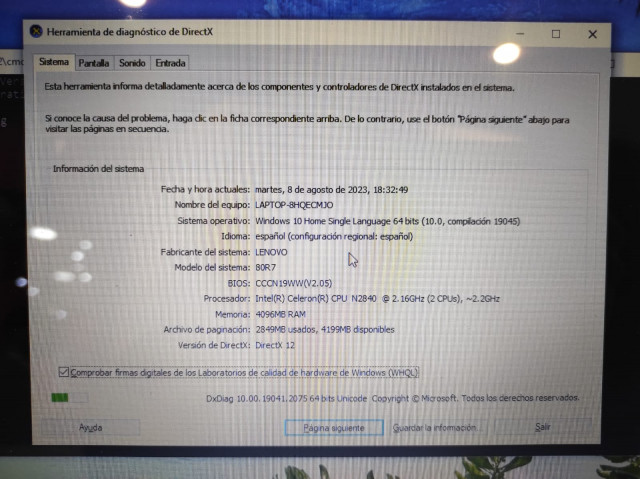 Herramienta de diagnóstico de DirectX
Sistema Pantalla Sonido Entrada
Esta herramienta informa detalladamente acerca de los componentes y controladores de DirectX instalados en el sistema.
Si conoce la causa del problema, haga clic en la ficha correspondiente arriba. De lo contrario, use el botón "Página siguiente" abajo para
visitar las páginas en secuencia.
Información del sistema
Fecha y hora actuales: martes, 8 de agosto de 2023, 18:32:49
Nombre del equipo: LAPTOP-8HQECMJO
Sistema operativo: Windows 10 Home Single Language 64 bits (10.0, compilación 19045)
Idioma: español (configuración regional: español)
Fabricante del sistema: LENOVO
Modelo del sistema: 80R7
BIOS: CCCN19WW(V2.05)
Procesador: Intel(R) Celeron(R) CPU N2840 @ 2.16GHz (2 CPUs), ~2.2GHz
Memoria: 4096MB RAM
Archivo de paginación: 2849MB usados, 4199MB disponibles
Versión de DirectX: DirectX 12
Comprobar firmas digitales de los Laboratorios de calidad de hardware de Windows (WHQL)
DxDiag 10.00.19041.2075 64 bits Unicode Copyright © Microsoft. Todos los derechos reservados.
Ayuda Página siguiente Guardar la información... Salir